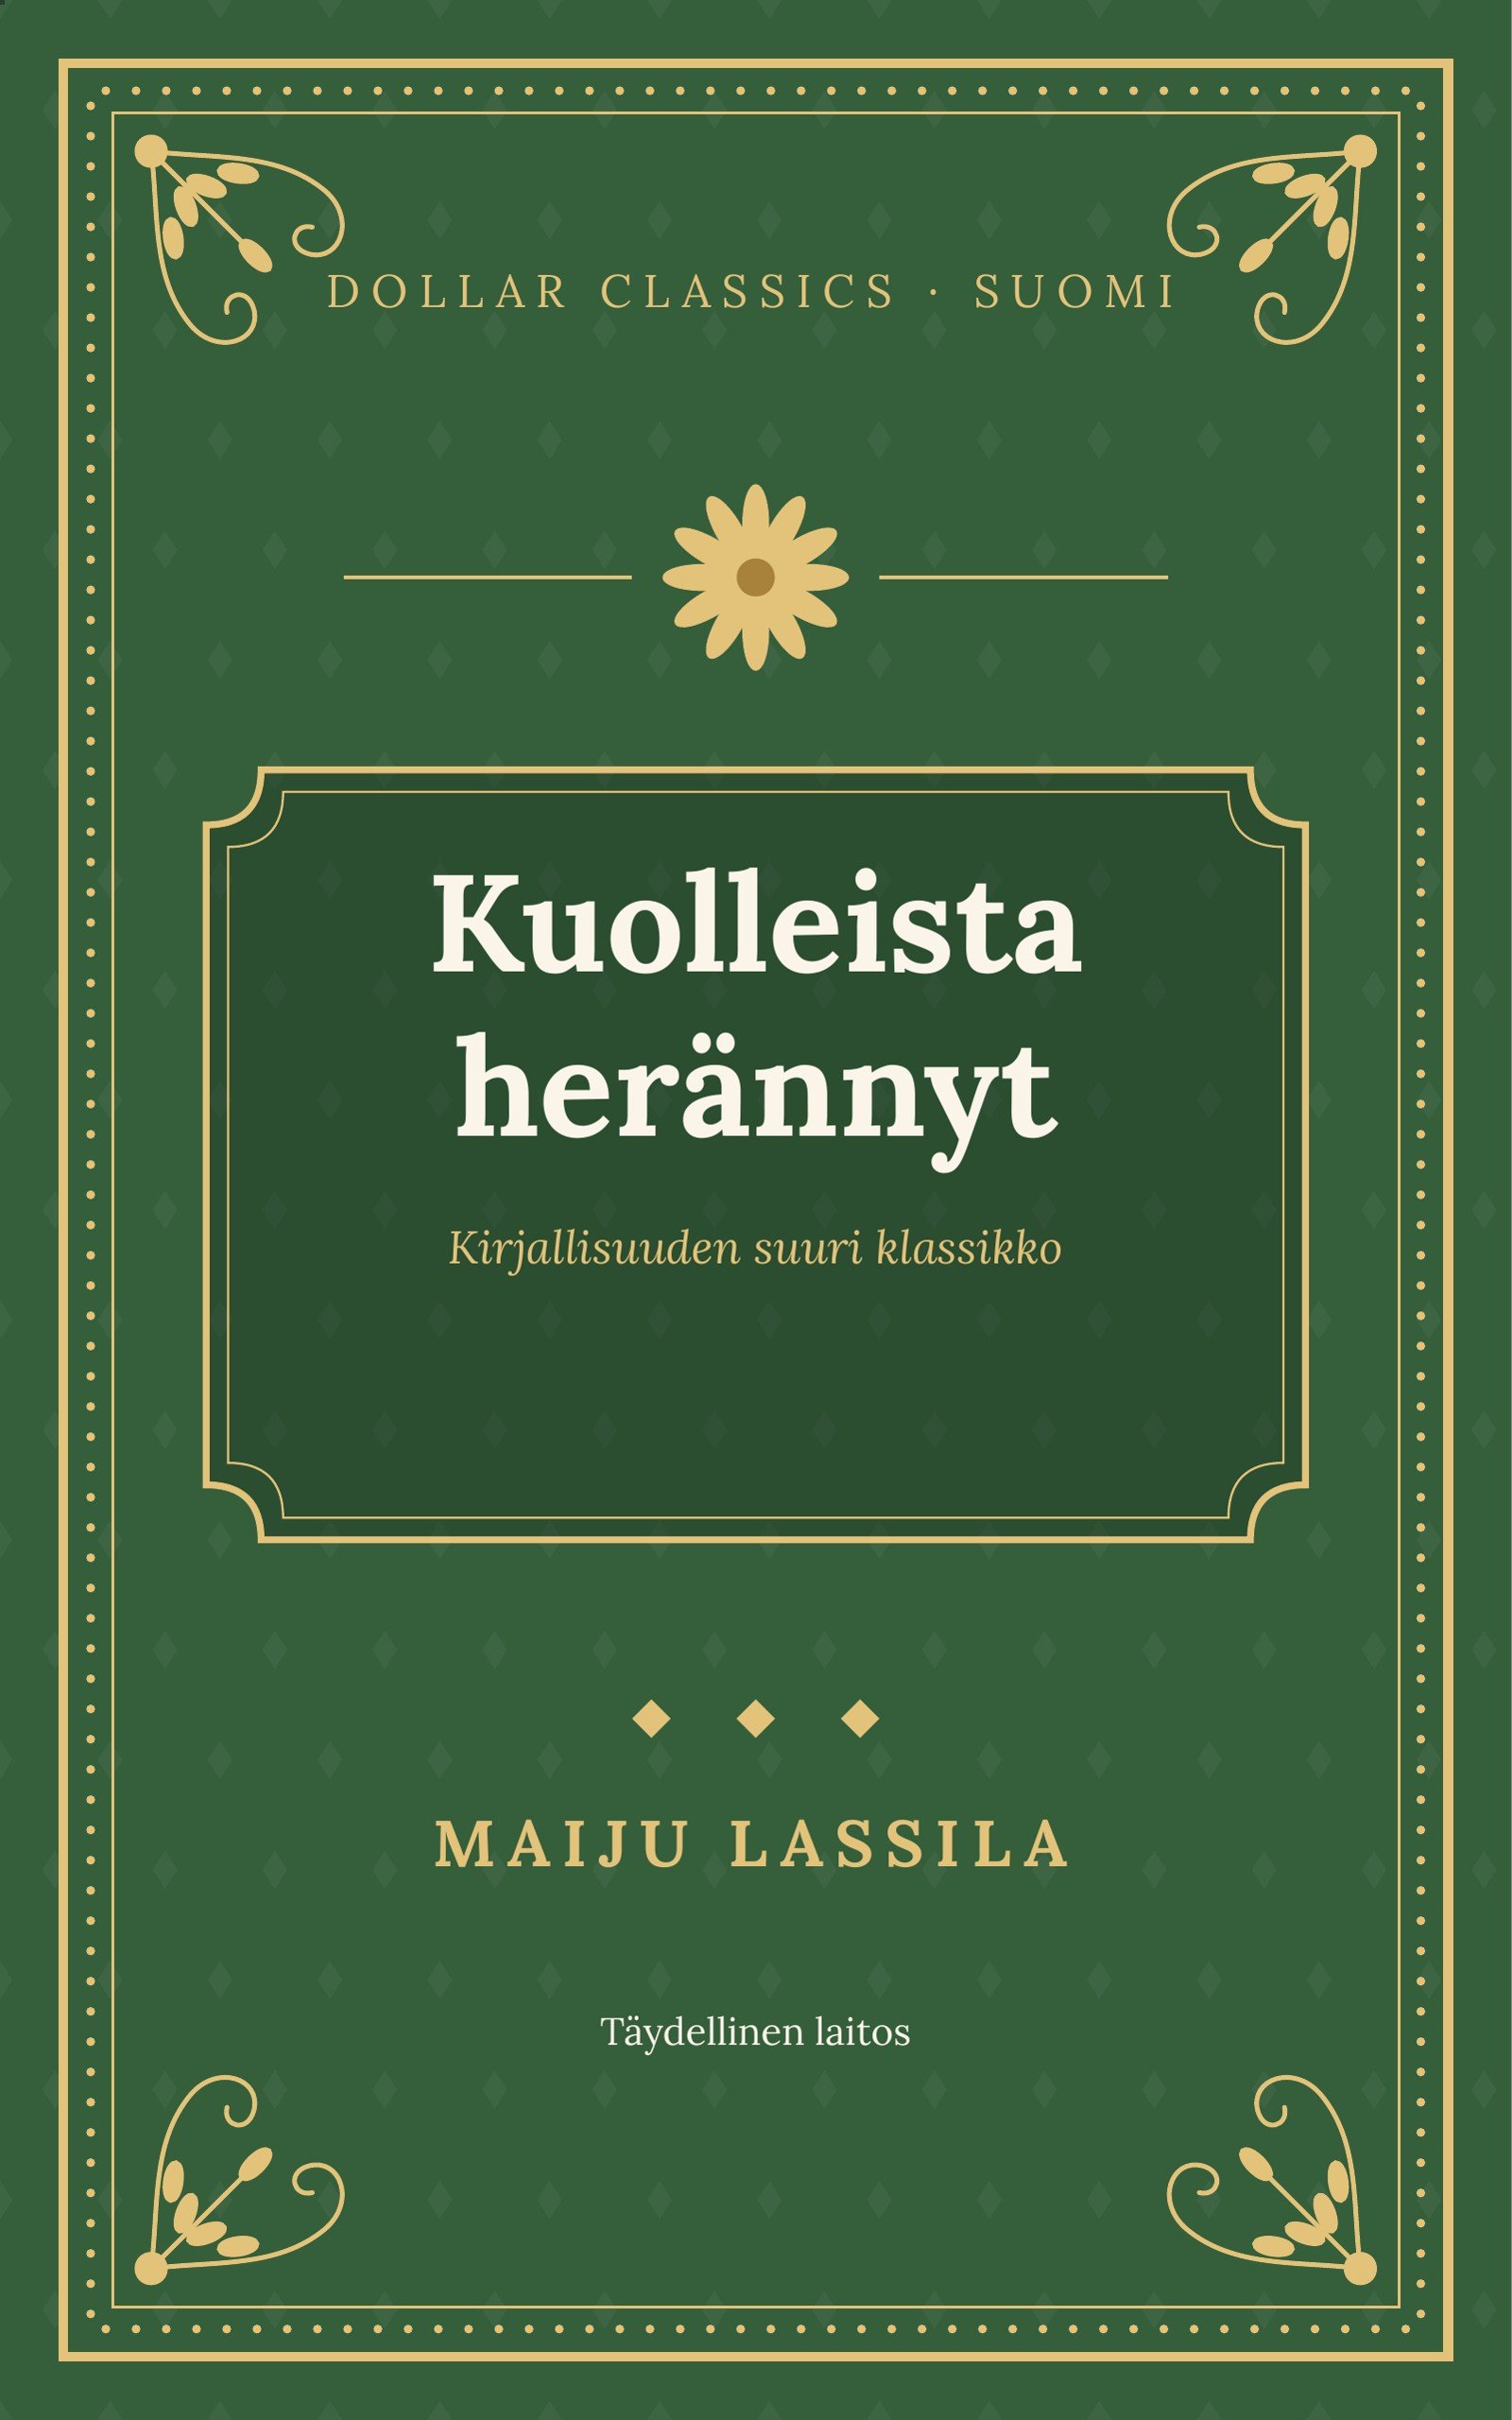 DOLLAR CLASSICS · SUOMI
Kuolleista
herännyt
Kirjallisuuden suuri klassikko
MAIJU LASSILA
Täydellinen laitos